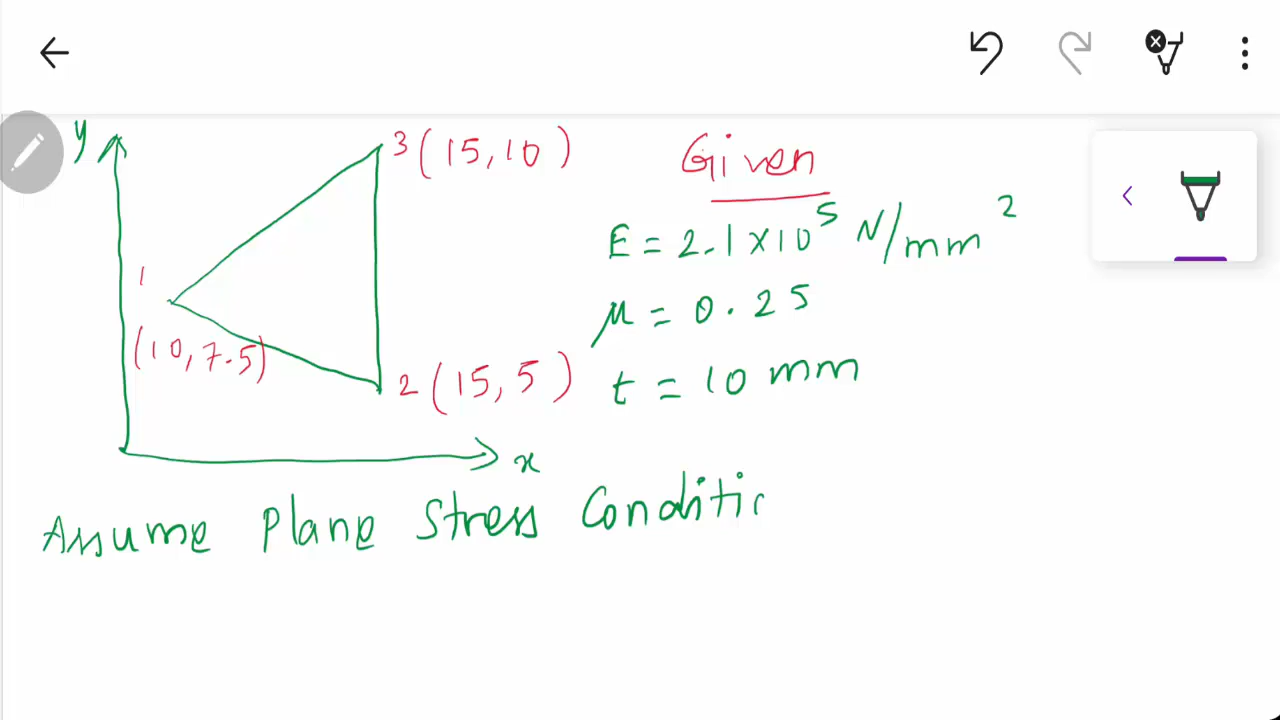 y
3 (15,10)
Given
E = 2.1×10^5 N/mm^2
1
μ = 0.25
(10,7.5)
2 (15,5)
t = 10 mm
x
Assume Plane Stress Conditic